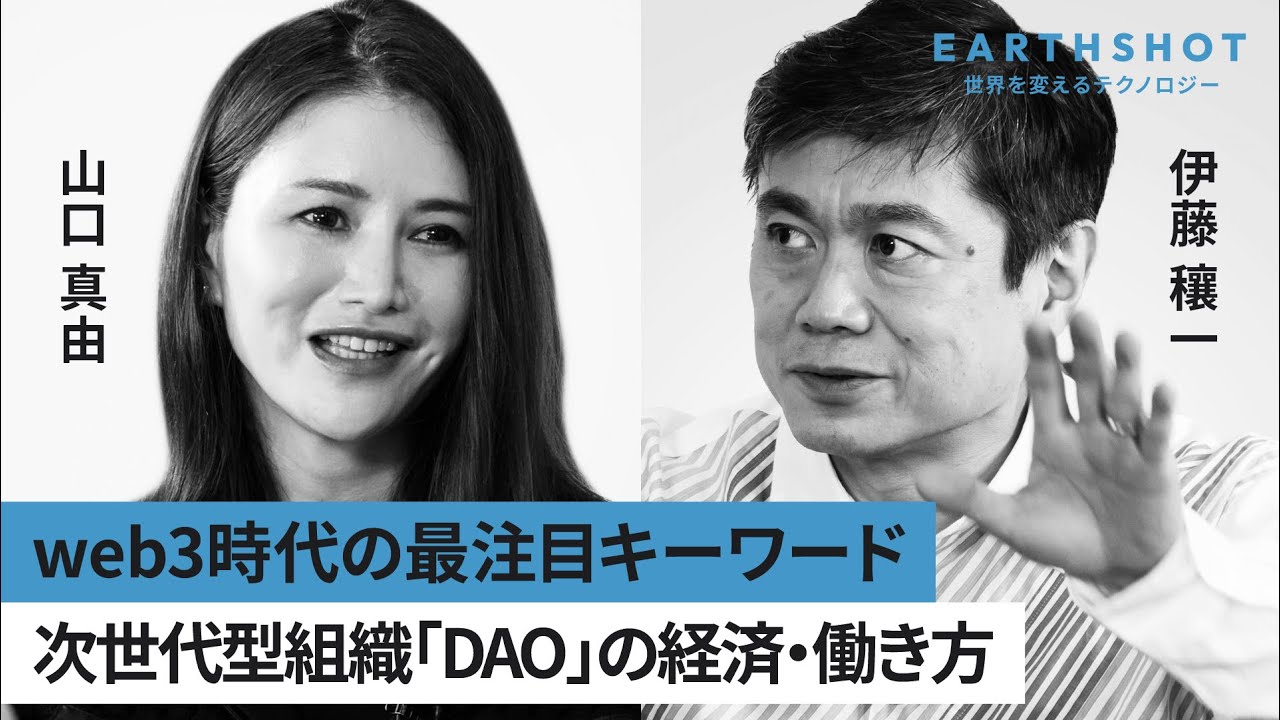 EARTHSHOT
世界を変えるテクノロジー
山口 真由
伊藤 穰一
web3時代の最注目キーワード
次世代型組織「DAO」の経済・働き方